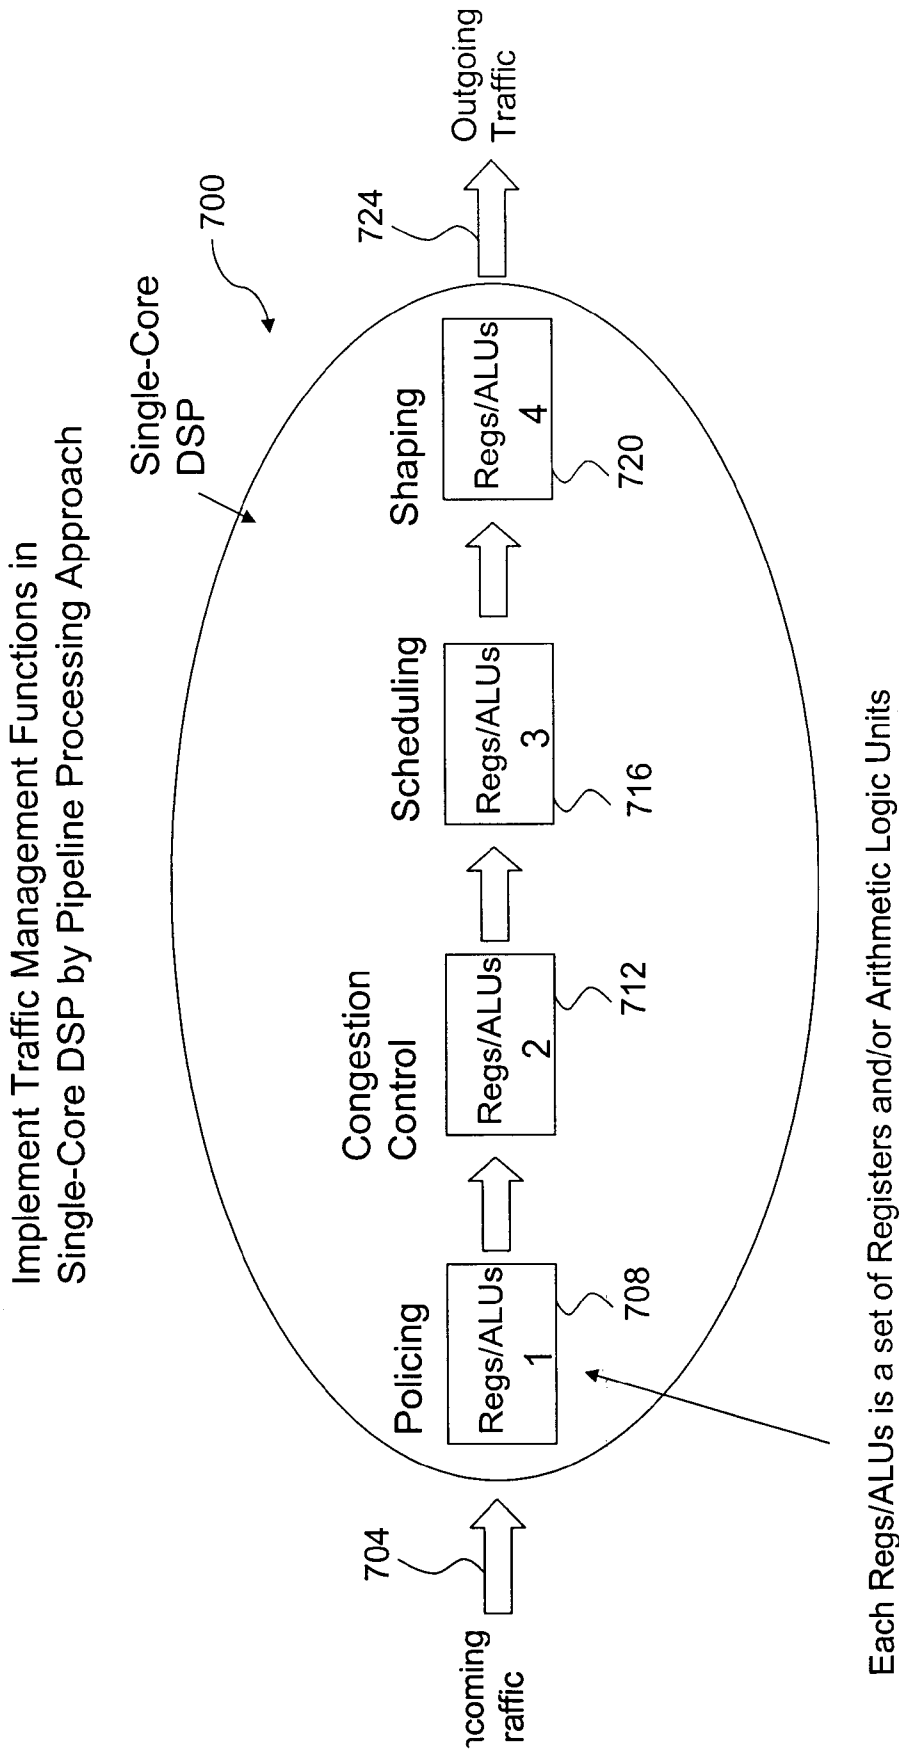 Implement Traffic Management Functions in
Single-Core DSP by Pipeline Processing Approach
Single-Core
DSP
700
Policing
Congestion
Control
Scheduling
Shaping
704
724
ncoming
raffic
Regs/ALUs
1
Regs/ALUs
2
Regs/ALUs
3
Regs/ALUs
4
Outgoing
Traffic
708
712
716
720
Each Regs/ALUs is a set of Registers and/or Arithmetic Logic Units